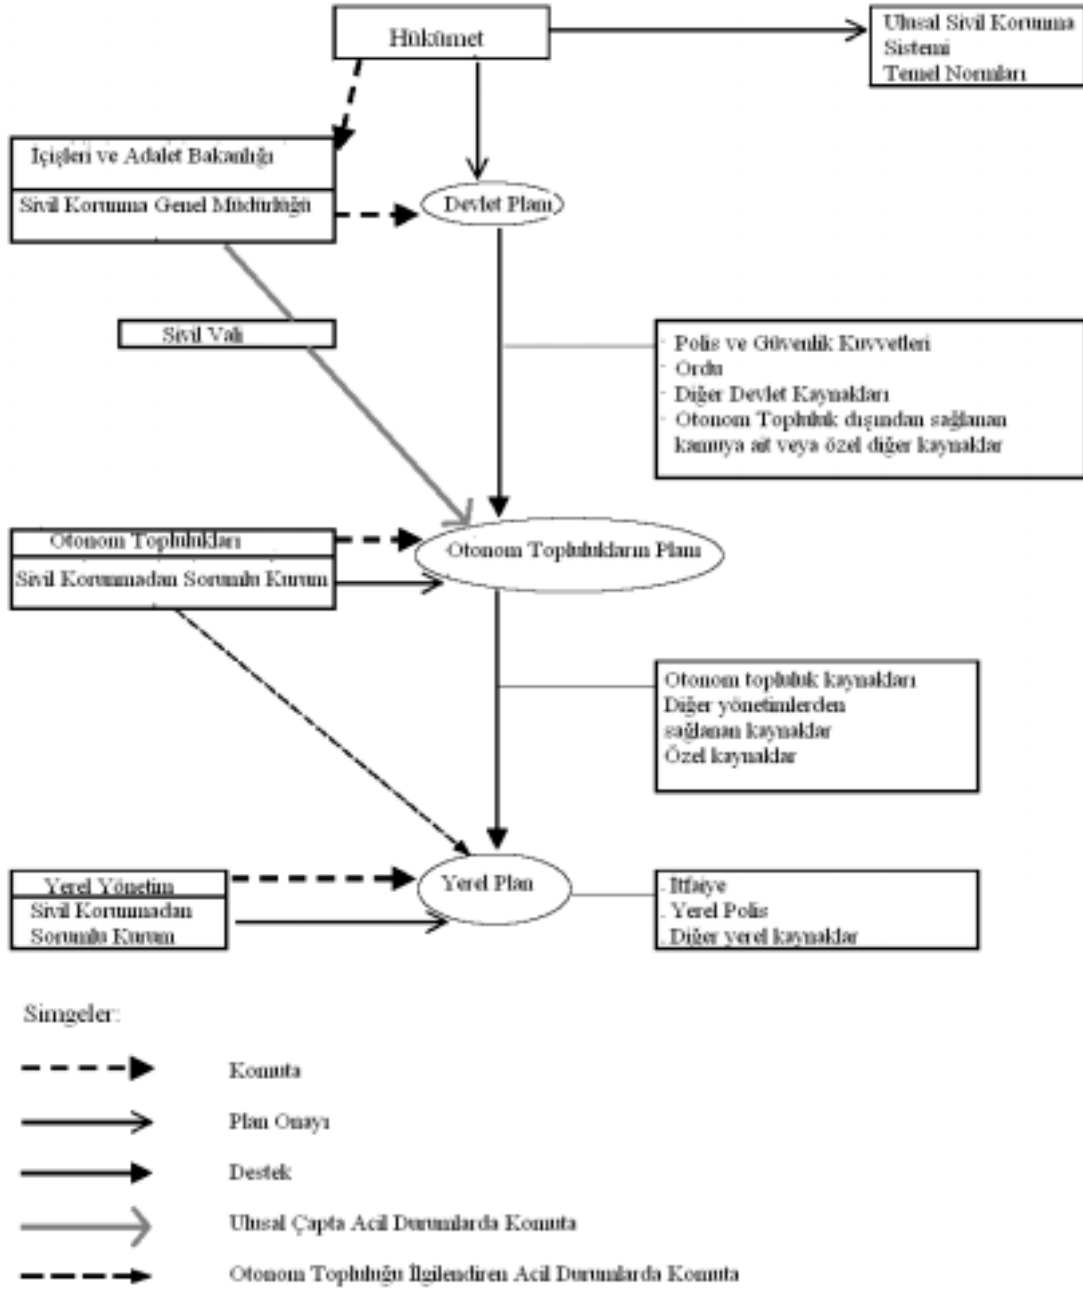 Hükümet
Ulusal Sivil Korunma
Sistemi
Temel Normları
İçişleri ve Adalet Bakanlığı
Sivil Korunma Genel Müdürlüğü
Devlet Planı
Sivil Vali
· Polis ve Güvenlik Kuvvetleri
· Ordu
· Diğer Devlet Kaynakları
· Otonom Topluluk dışından sağlanan
kamuya ait veya özel diğer kaynaklar
Otonom Toplulukları
Sivil Korunmadan Sorumlu Kurum
Otonom Toplulukların Planı
Otonom topluluk kaynakları
Diğer yönetimlerden
sağlanan kaynaklar
Özel kaynaklar
Yerel Yönetim
Sivil Korunmadan
Sorumlu Kurum
Yerel Plan
. İtfaiye
. Yerel Polis
. Diğer yerel kaynaklar
Simgeler:
Komuta
Plan Onayı
Destek
Ulusal Çapta Acil Durumlarda Komuta
Otonom Topluluğu İlgilendiren Acil Durumlarda Komuta